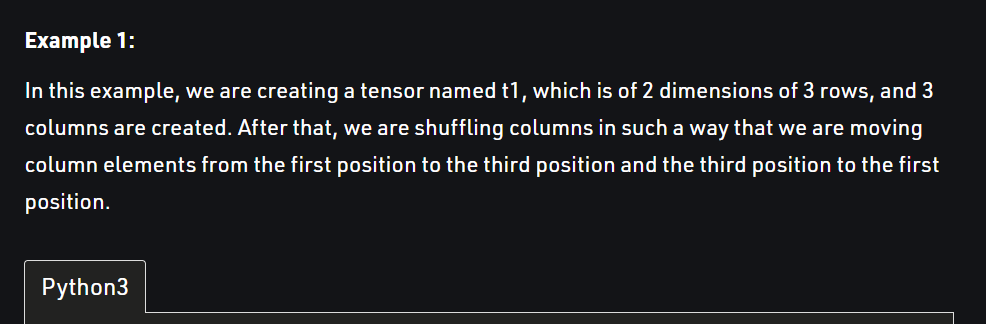 Example 1:
In this example, we are creating a tensor named t1, which is of 2 dimensions of 3 rows, and 3
columns are created. After that, we are shuffling columns in such a way that we are moving
column elements from the first position to the third position and the third position to the first
position.
Python3